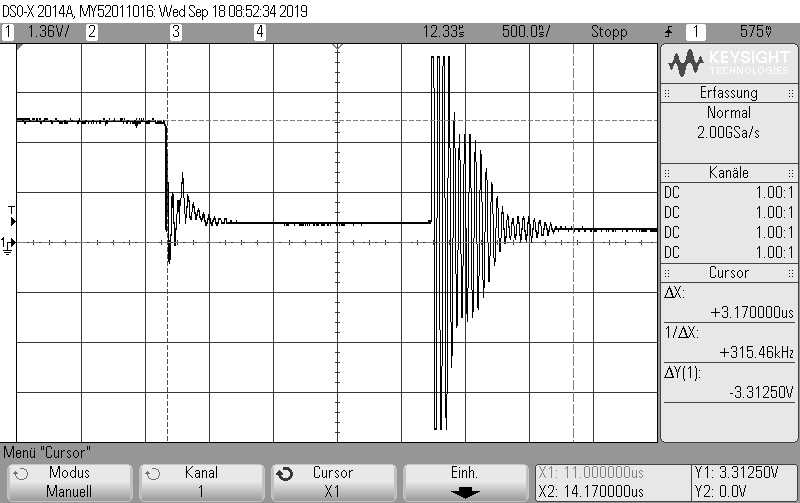 DSO-X 2014A, MY52011016: Wed Sep 18 08:52:34 2019
1 1.36V/ 2 3 4 12.33µs 500.0ns/ Stopp 1 575mV
KEYSIGHT
TECHNOLOGIES
Erfassung
Normal
2.00GSa/s
Kanäle
DC 1.00:1
DC 1.00:1
DC 1.00:1
DC 1.00:1
Cursor
ΔX:
+3.170000us
1/ΔX:
+315.46kHz
ΔY(1):
-3.31250V
T
1
Menü "Cursor"
Modus
Manuell
Kanal
1
Cursor
X1
Einh.
X1: 11.000000us
X2: 14.170000us
Y1: 3.31250V
Y2: 0.0V